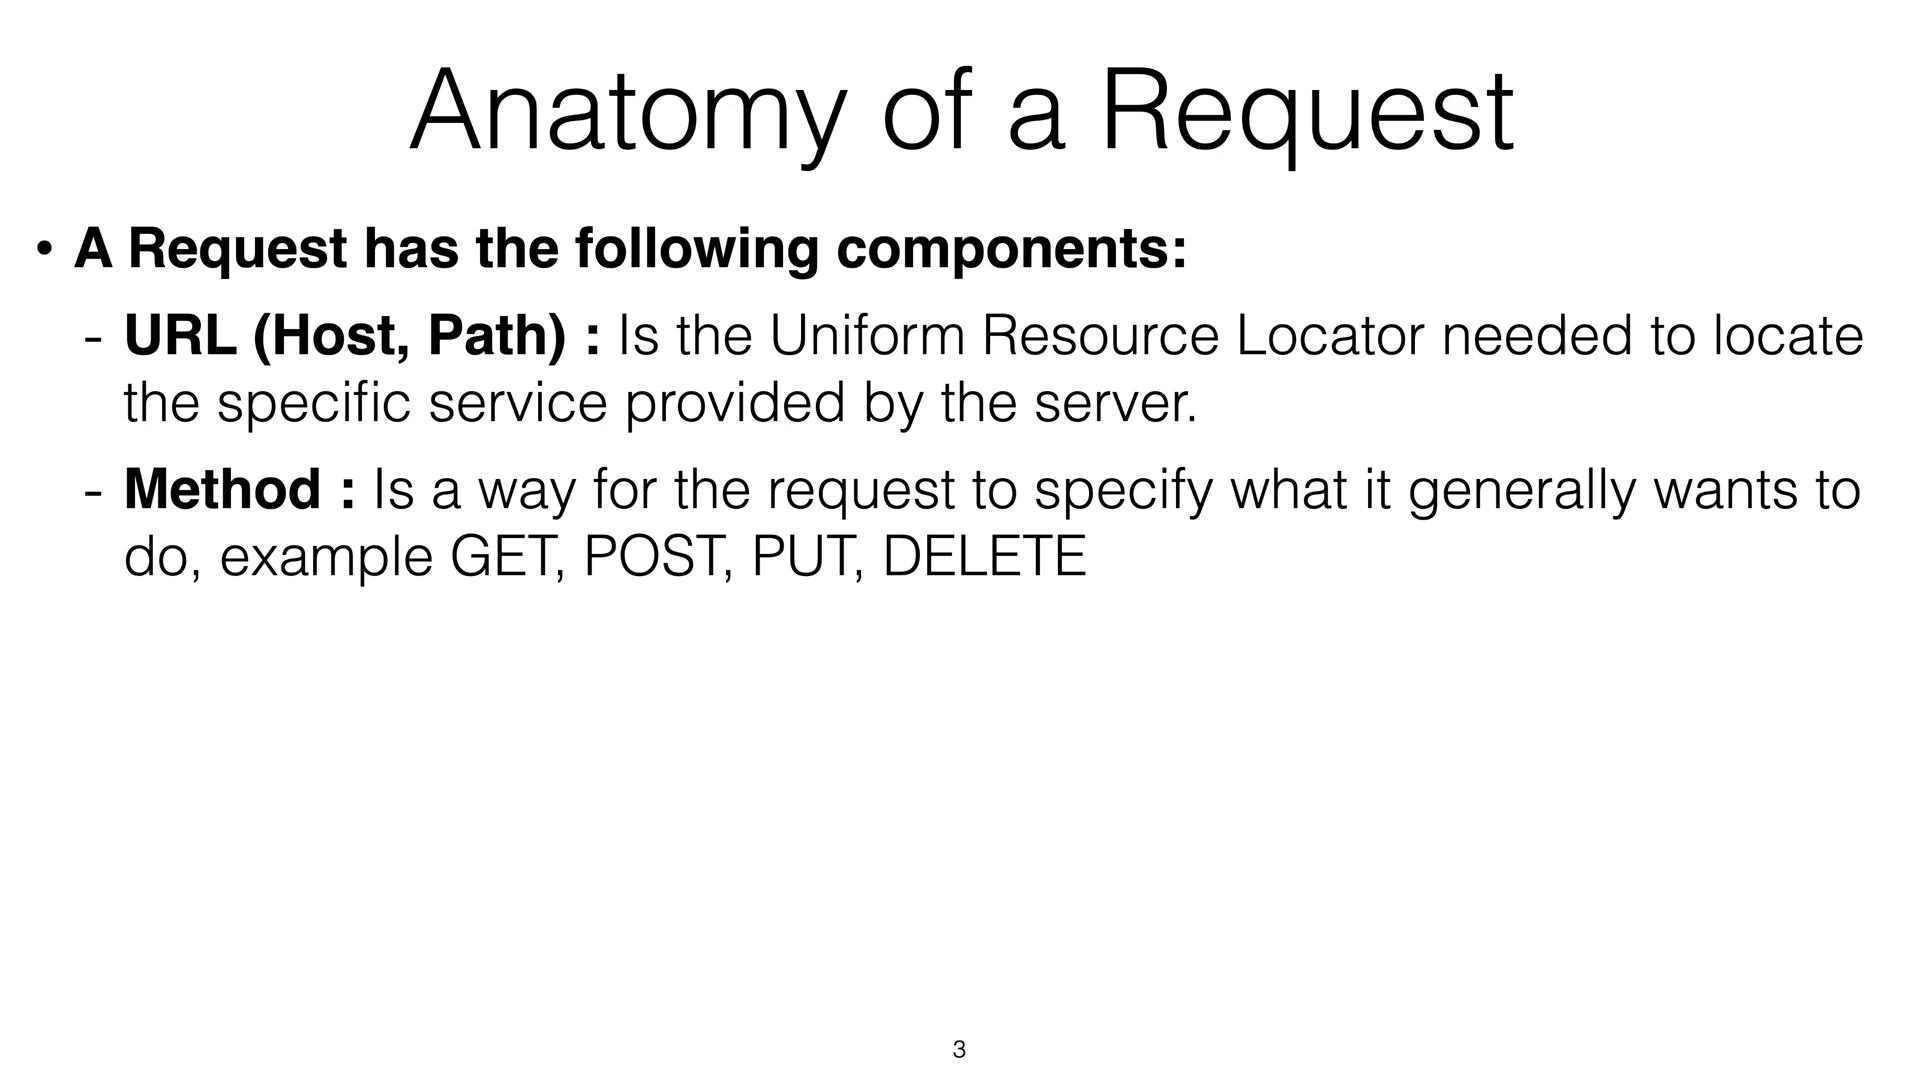 Anatomy of a Request
• A Request has the following components:
- URL (Host, Path) : Is the Uniform Resource Locator needed to locate
the specific service provided by the server.
- Method : Is a way for the request to specify what it generally wants to
do, example GET, POST, PUT, DELETE
3